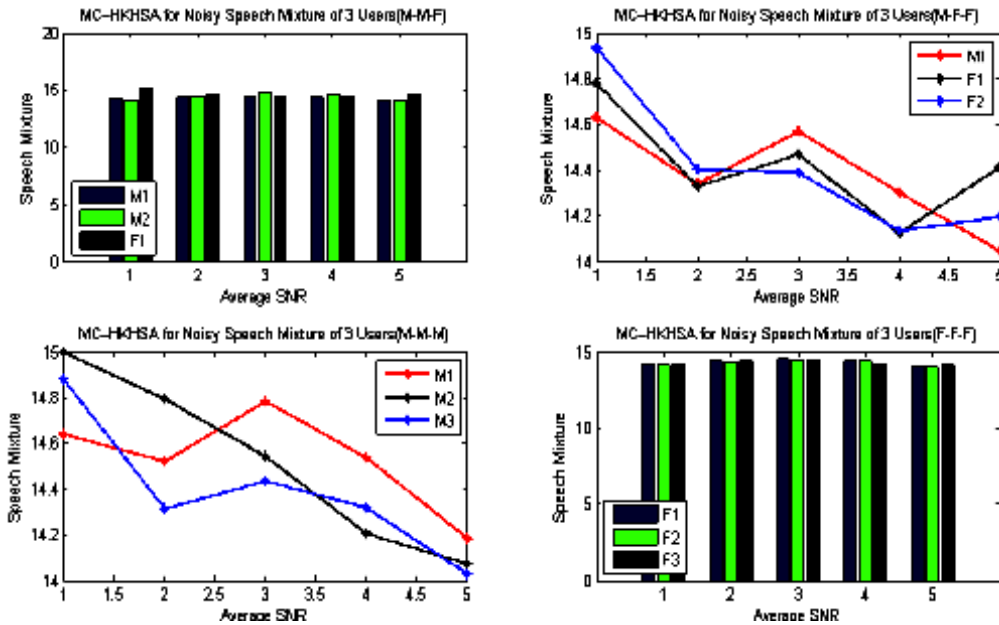 MC-HKHSA for Noisy Speech Mixture of 3 Users(M-M-F)
20
15
10
5
0
Speech Mixture
M1
M2
F1
1 2 3 4 5
Average SNR
MC-HKHSA for Noisy Speech Mixture of 3 Users(M-F-F)
15
14.8
14.6
14.4
14.2
14
Speech Mixture
M1
F1
F2
1 1.5 2 2.5 3 3.5 4 4.5 5
Average SNR
MC-HKHSA for Noisy Speech Mixture of 3 Users(M-M-M)
15
14.8
14.6
14.4
14.2
14
Speech Mixture
M1
M2
M3
1 1.5 2 2.5 3 3.5 4 4.5 5
Average SNR
MC-HKHSA for Noisy Speech Mixture of 3 Users(F-F-F)
15
10
5
0
Speech Mixture
F1
F2
F3
1 2 3 4 5
Average SNR